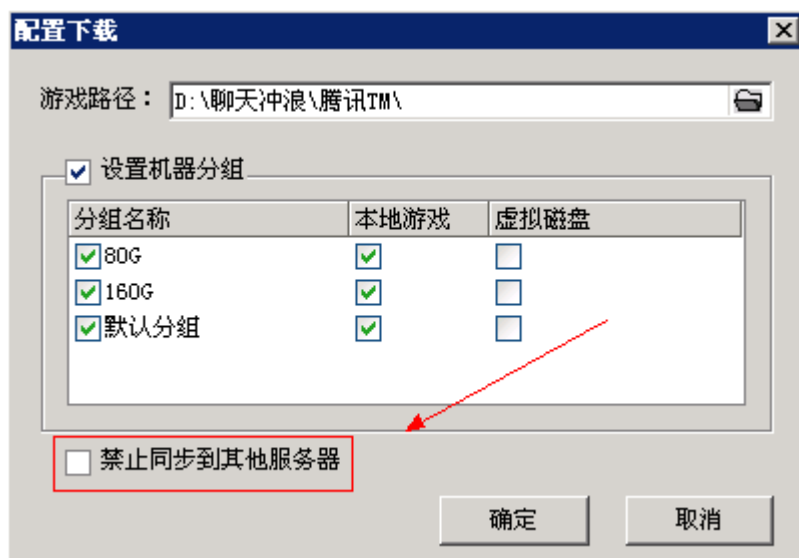 配置下载
游戏路径： D:\聊天冲浪\腾讯TM\
设置机器分组
分组名称 本地游戏 虚拟磁盘
80G
160G
默认分组
禁止同步到其他服务器
确定 取消